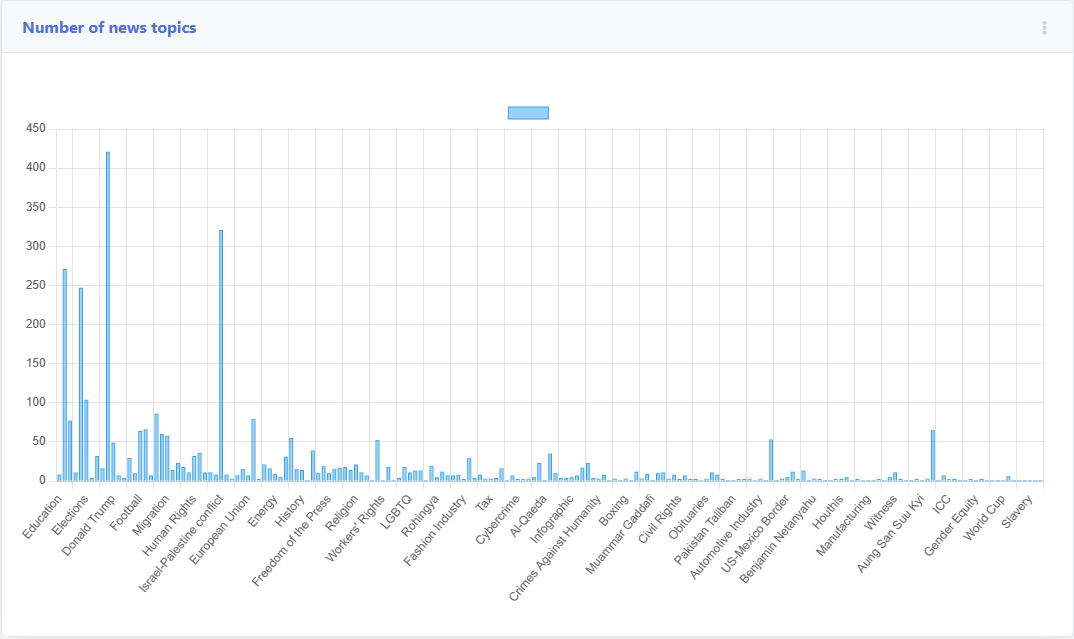 Number of news topics
450
400
350
300
250
200
150
100
50
0
Education
Elections
Donald Trump
Football
Migration
Human Rights
Israel-Palestine conflict
European Union
Energy
History
Freedom of the Press
Religion
Workers' Rights
LGBTQ
Rohingya
Fashion Industry
Tax
Cybercrime
Al-Qaeda
Infographic
Crimes Against Humanity
Boxing
Muammar Gaddafi
Civil Rights
Obituaries
Pakistan Taliban
Automotive Industry
US-Mexico Border
Benjamin Netanyahu
Houthis
Manufacturing
Witness
Aung San Suu Kyi
ICC
Gender Equity
World Cup
Slavery